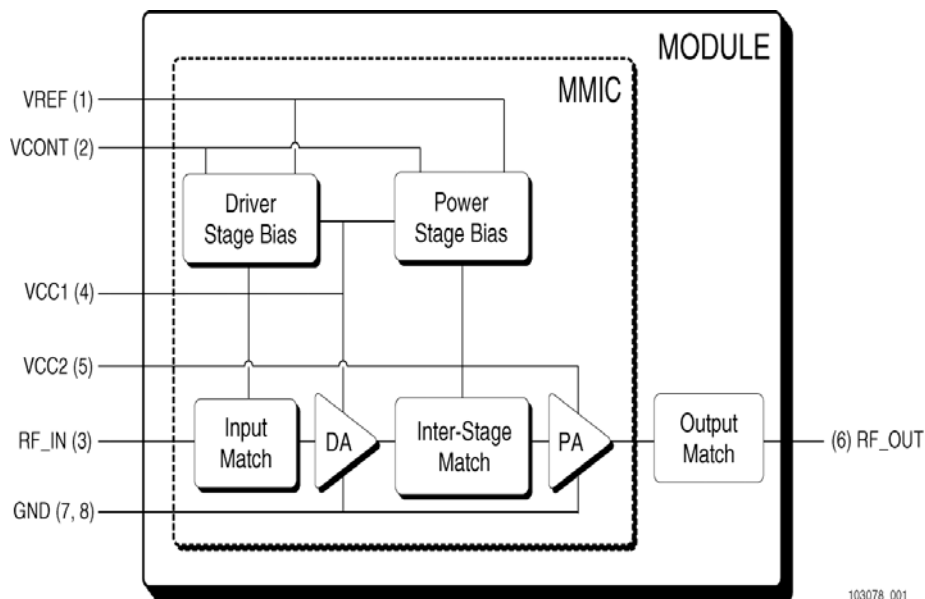 MODULE
MMIC
VREF (1)
VCONT (2)
Driver
Stage Bias
Power
Stage Bias
VCC1 (4)
VCC2 (5)
RF_IN (3)
Input
Match
DA
Inter-Stage
Match
PA
Output
Match
(6) RF_OUT
GND (7, 8)
103078_001